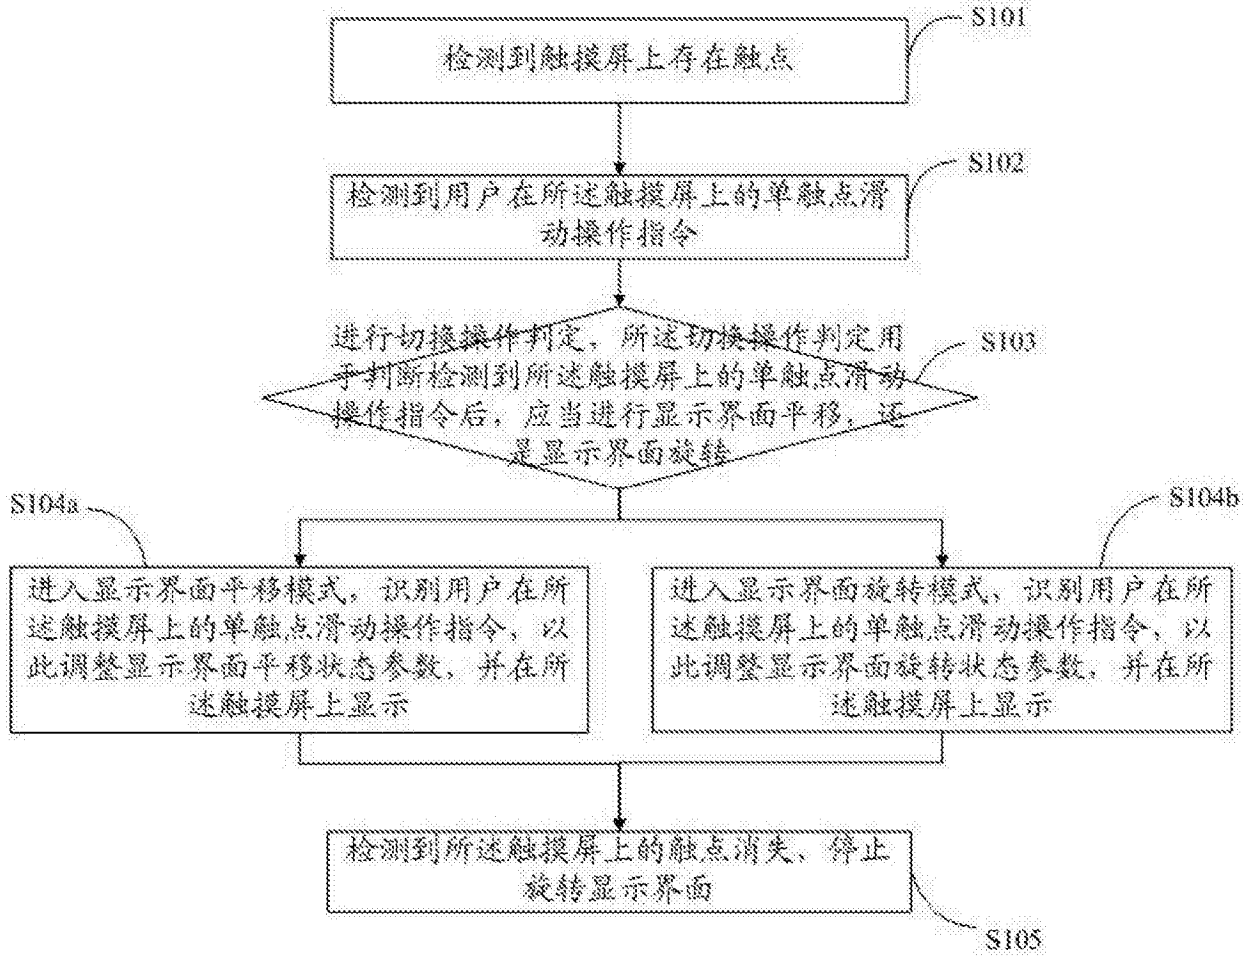 S101
检测到触摸屏上存在触点
S102
检测到用户在所述触摸屏上的单触点滑
动操作指令
S103
进行切换操作判定，所述切换操作判定用
于判断检测到所述触摸屏上的单触点滑动
操作指令后，应当进行显示界面平移，还
是显示界面旋转
S104a
S104b
进入显示界面平移模式，识别用户在所
述触摸屏上的单触点滑动操作指令，以
此调整显示界面平移状态参数，并在所
述触摸屏上显示
进入显示界面旋转模式、识别用户在所
述触摸屏上的单触点滑动操作指令，以
此调整显示界面旋转状态参数，并在所
述触摸屏上显示
检测到所述触摸屏上的触点消失、停止
旋转显示界面
S105